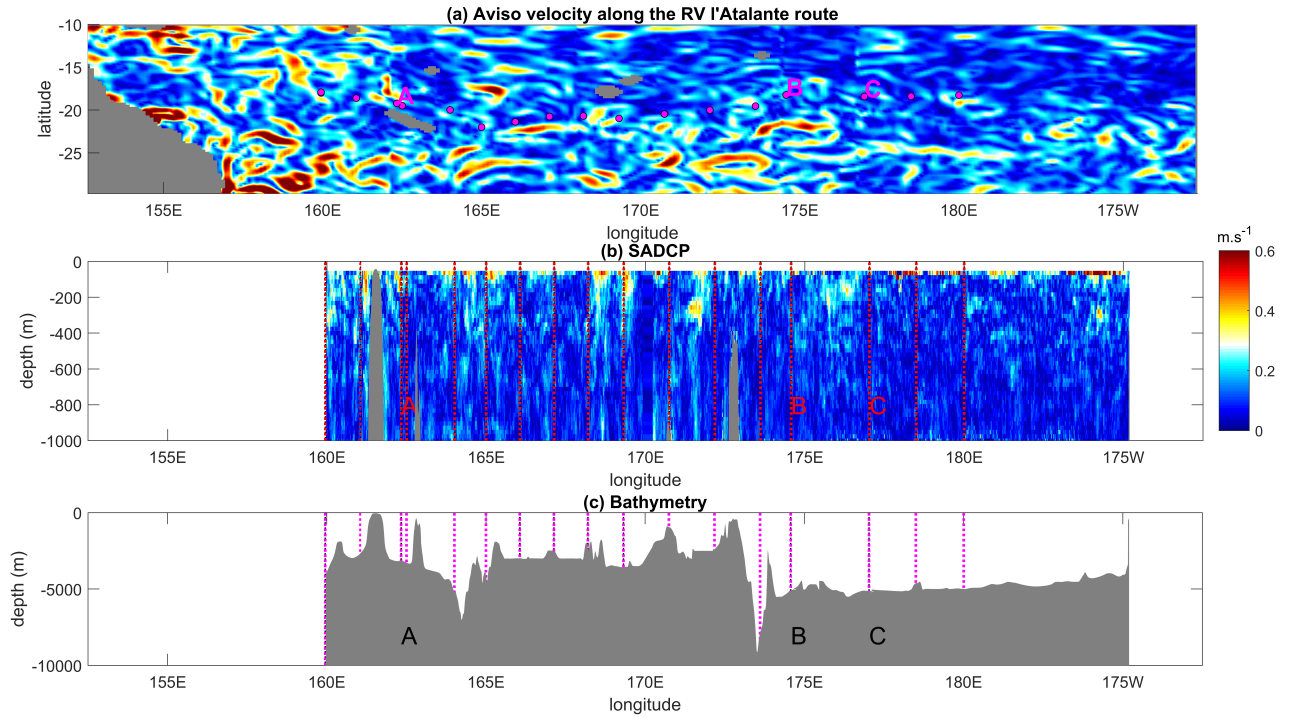 (a) Aviso velocity along the RV l'Atalante route
-10
-15
-20
-25
latitude
A
B
C
155E 160E 165E 170E 175E 180E 175W
longitude
(b) SADCP
0
-200
-400
-600
-800
-1000
depth (m)
A
B
C
155E 160E 165E 170E 175E 180E 175W
longitude
m.s-1
0.6
0.4
0.2
0
(c) Bathymetry
0
-5000
-10000
depth (m)
A
B
C
155E 160E 165E 170E 175E 180E 175W
longitude